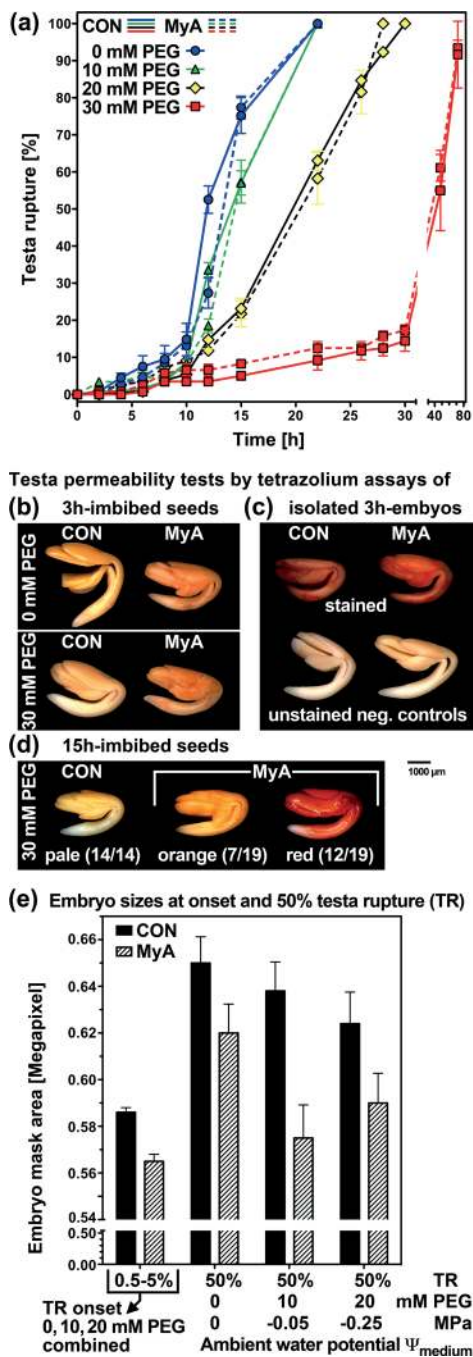 (a)
CON MyA
0 mM PEG
10 mM PEG
20 mM PEG
30 mM PEG
Testa rupture [%]
100
90
80
70
60
50
40
30
20
10
0
0 5 10 15 20 25 30 40 60 80
Time [h]
Testa permeability tests by tetrazolium assays of
(b) 3h-imbibed seeds
CON MyA
0 mM PEG
30 mM PEG
(c) isolated 3h-embryos
CON MyA
stained
unstained neg. controls
(d) 15h-imbibed seeds
30 mM PEG
CON MyA
pale (14/14) orange (7/19) red (12/19)
1000 µm
(e) Embryo sizes at onset and 50% testa rupture (TR)
CON
MyA
Embryo mask area [Megapixel]
0.66
0.64
0.62
0.60
0.58
0.56
0.54
0.50
0.00
0.5-5% 50% 50% 50% TR
0 10 20 mM PEG
0 -0.05 -0.25 MPa
TR onset
0, 10, 20 mM PEG
combined
Ambient water potential Ψmedium